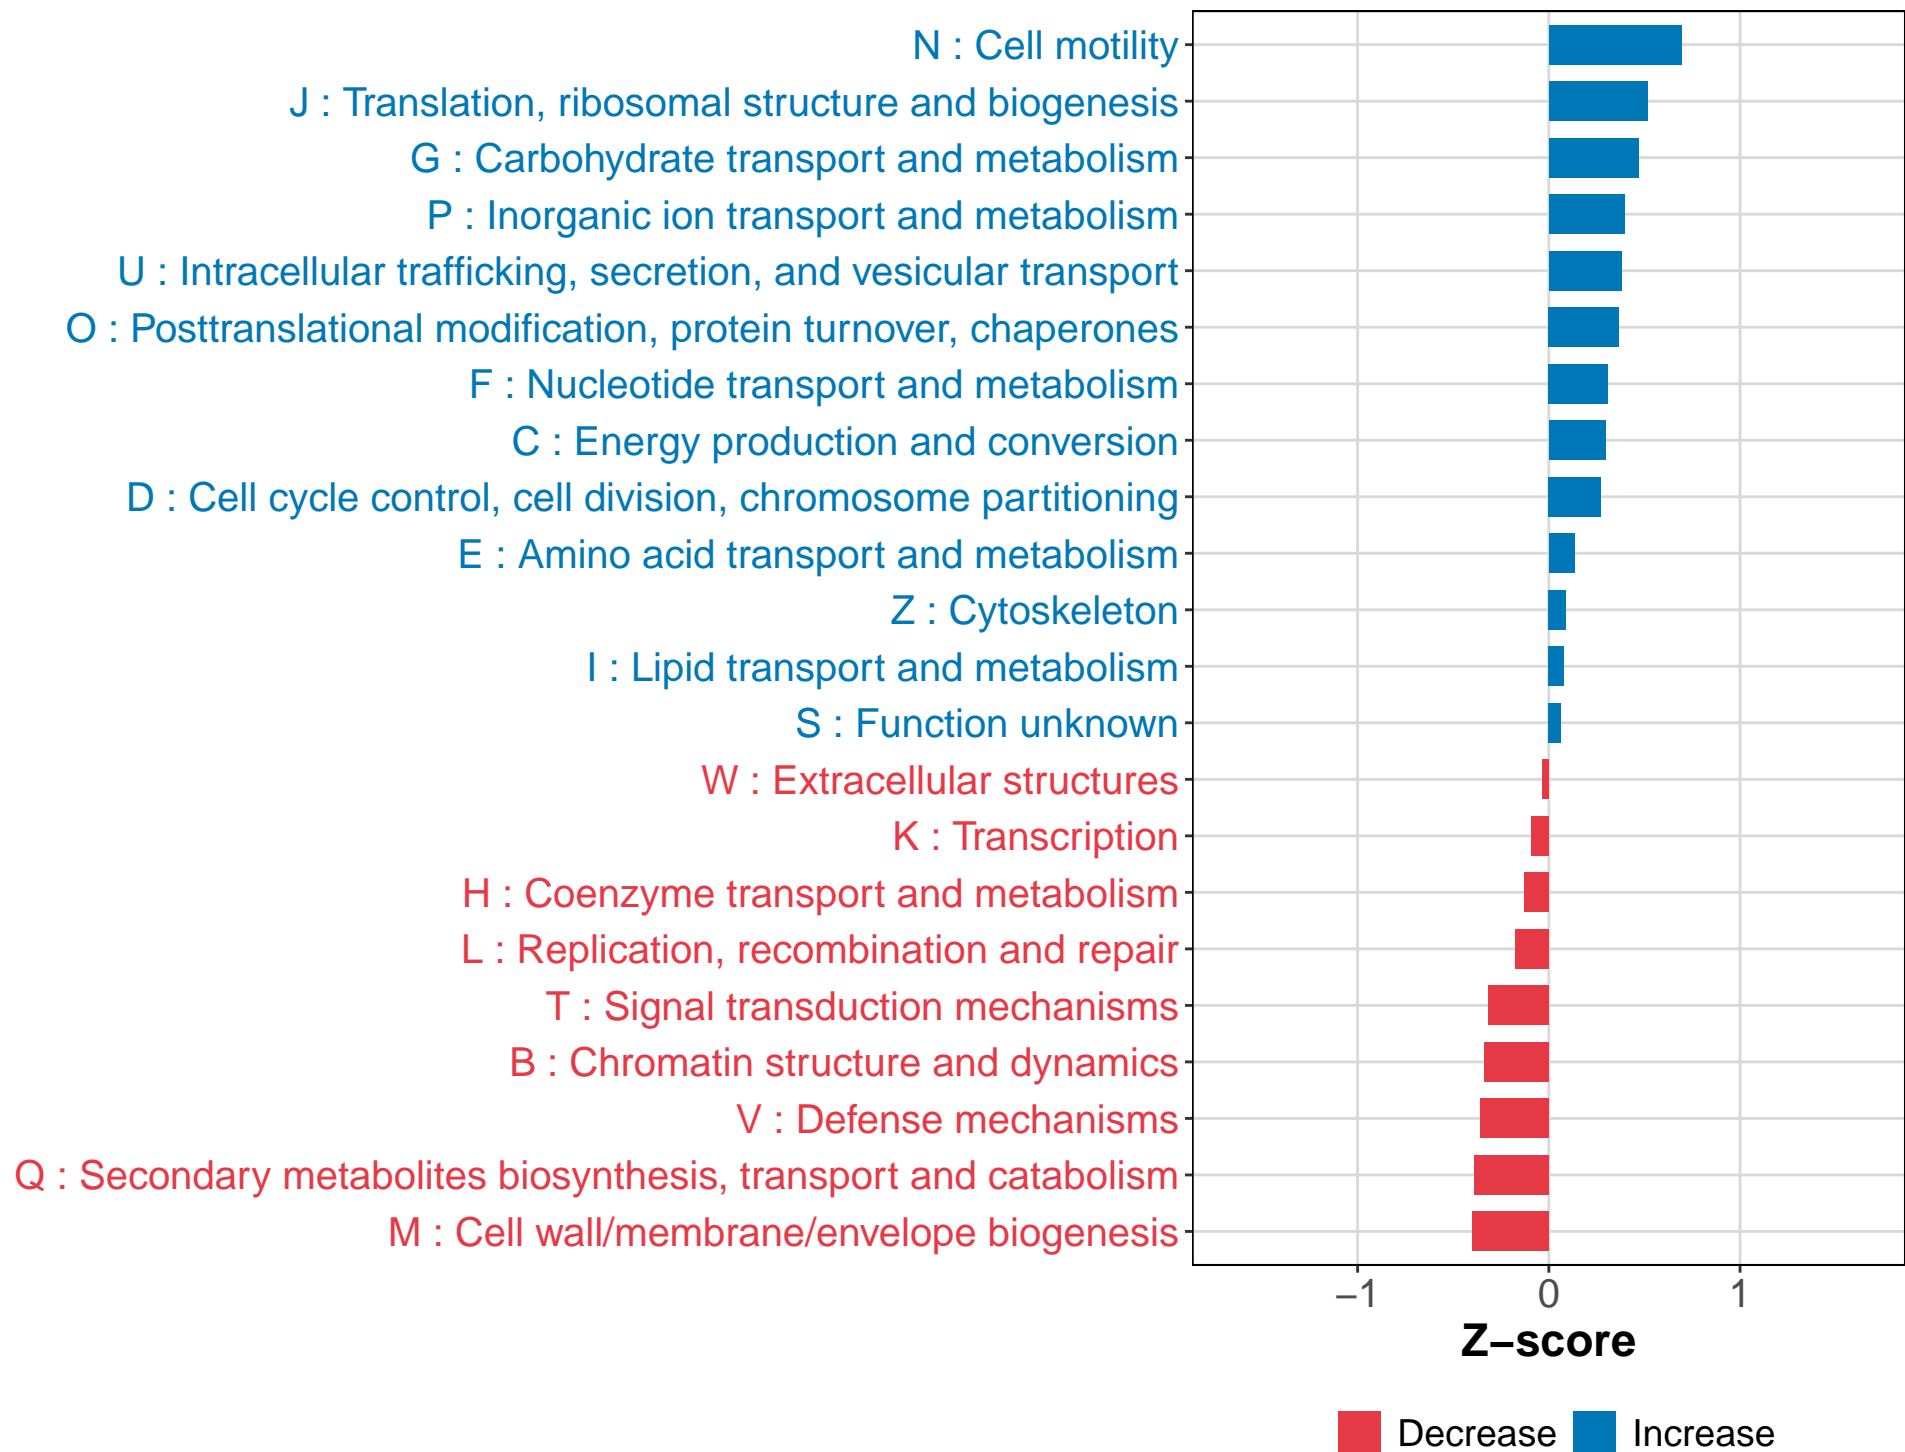 N : Cell motility
J : Translation, ribosomal structure and biogenesis
G : Carbohydrate transport and metabolism
P : Inorganic ion transport and metabolism
U : Intracellular trafficking, secretion, and vesicular transport
O : Posttranslational modification, protein turnover, chaperones
F : Nucleotide transport and metabolism
C : Energy production and conversion
D : Cell cycle control, cell division, chromosome partitioning
E : Amino acid transport and metabolism
Z : Cytoskeleton
I : Lipid transport and metabolism
S : Function unknown
W : Extracellular structures
K : Transcription
H : Coenzyme transport and metabolism
L : Replication, recombination and repair
T : Signal transduction mechanisms
B : Chromatin structure and dynamics
V : Defense mechanisms
Q : Secondary metabolites biosynthesis, transport and catabolism
M : Cell wall/membrane/envelope biogenesis
−1 0 1
Z−score
Decrease Increase